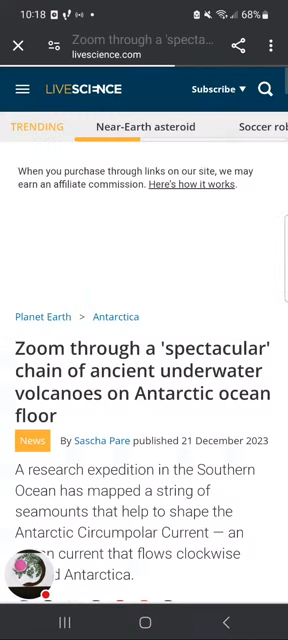 10:18
68%
Zoom through a 'specta...
livescience.com
LIVESCIENCE
Subscribe ▼
TRENDING
Near-Earth asteroid
Soccer rob
When you purchase through links on our site, we may
earn an affiliate commission. Here's how it works.
Planet Earth > Antarctica
Zoom through a 'spectacular'
chain of ancient underwater
volcanoes on Antarctic ocean
floor
News By Sascha Pare published 21 December 2023
A research expedition in the Southern
Ocean has mapped a string of
seamounts that help to shape the
Antarctic Circumpolar Current — an
current that flows clockwise
Antarctica.